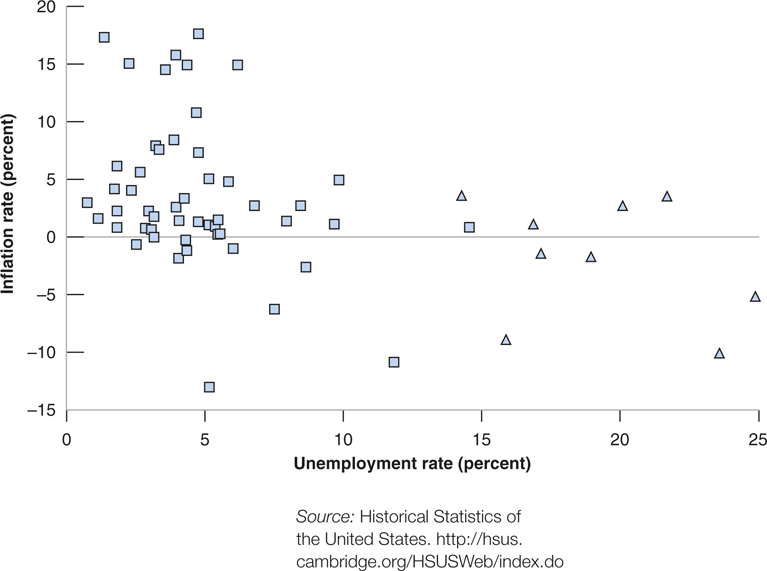 20
15
10
5
0
–5
–10
–15
Inflation rate (percent)
0 5 10 15 20 25
Unemployment rate (percent)
Source: Historical Statistics of
the United States. http://hsus.
cambridge.org/HSUSWeb/index.do